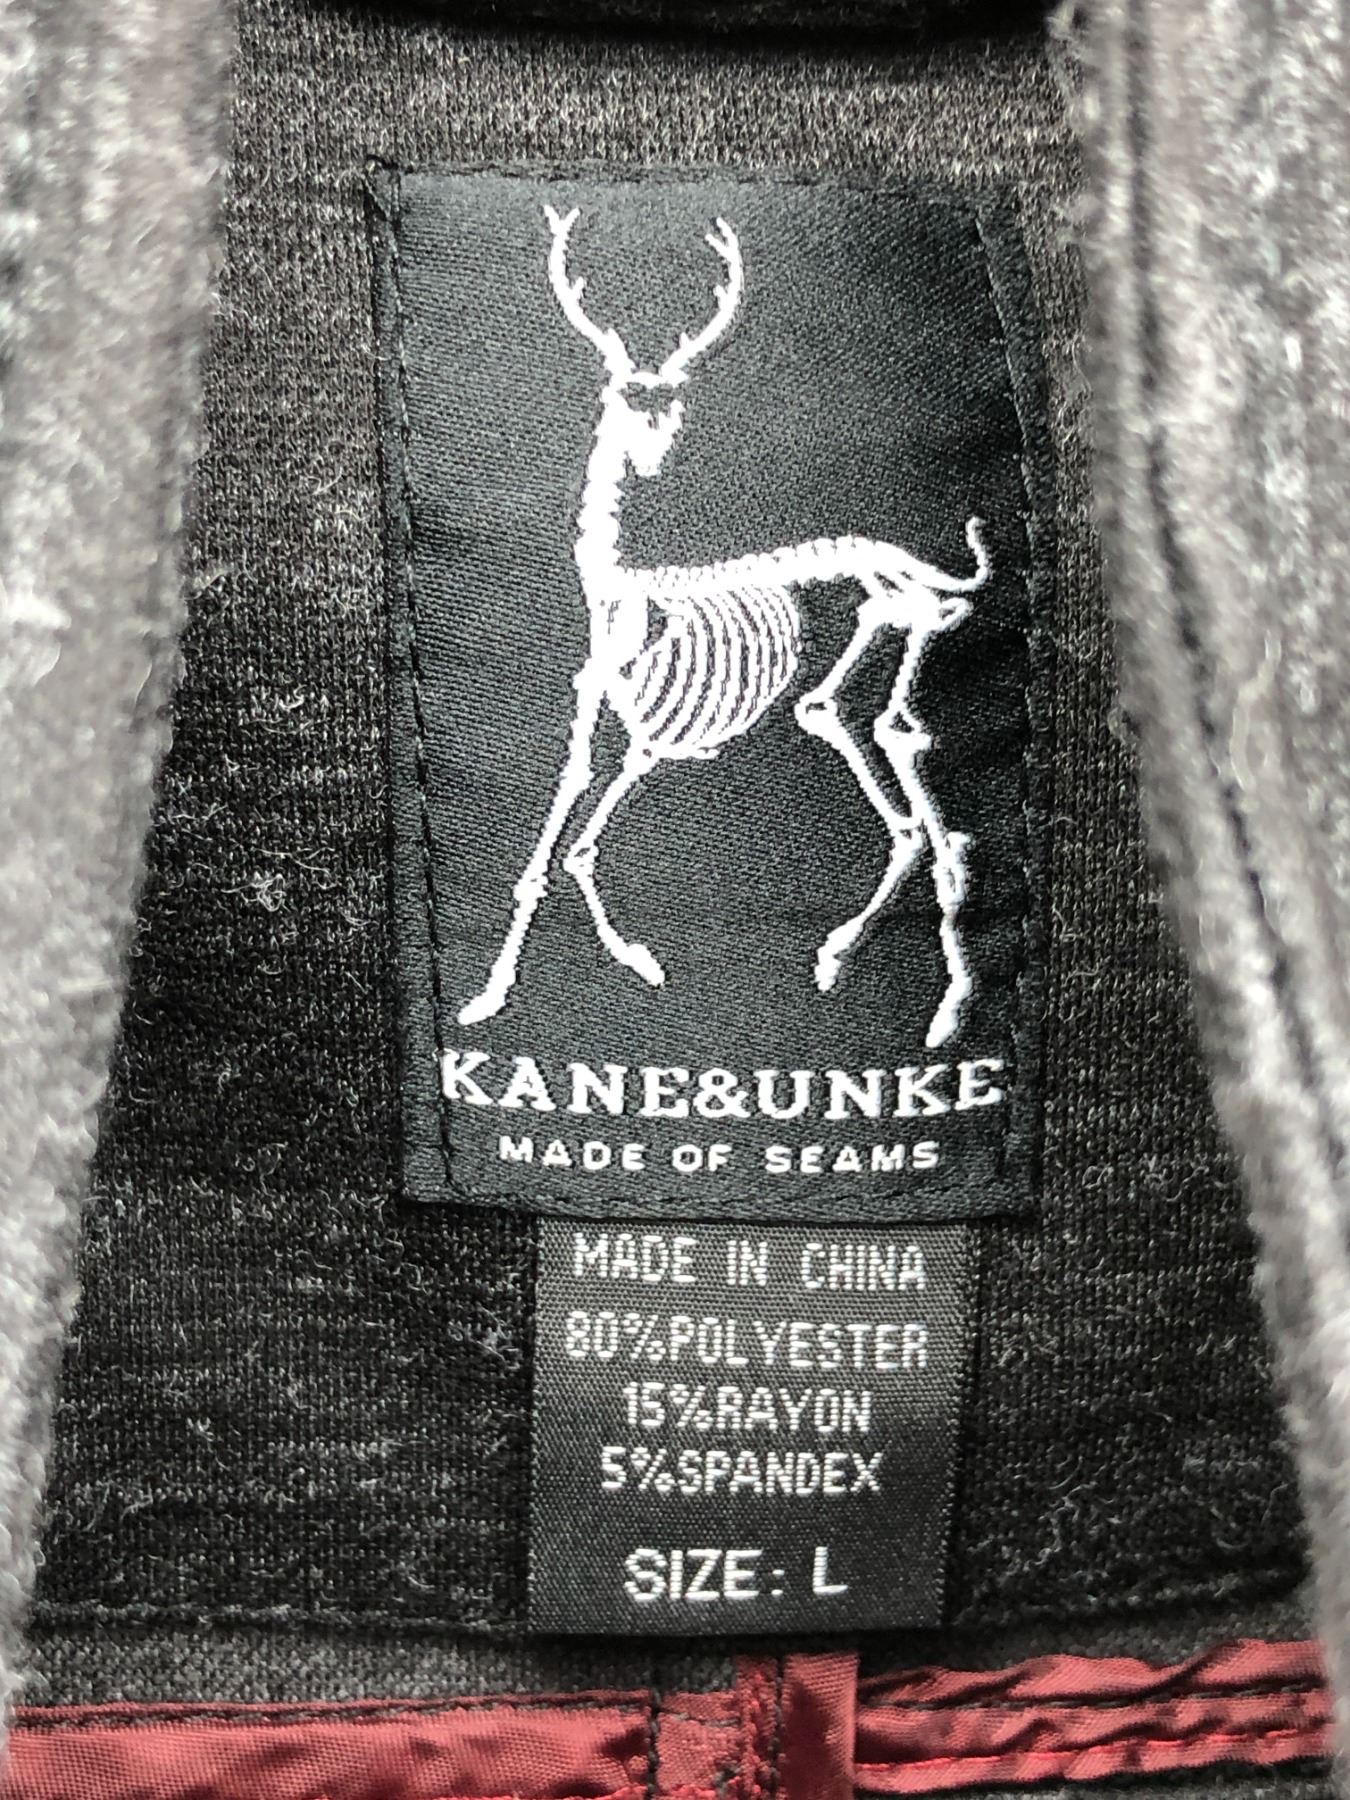 KANE&UNKE
MADE OF SEAMS
MADE IN CHINA
80%POLYESTER
15%RAYON
5%SPANDEX
SIZE: L